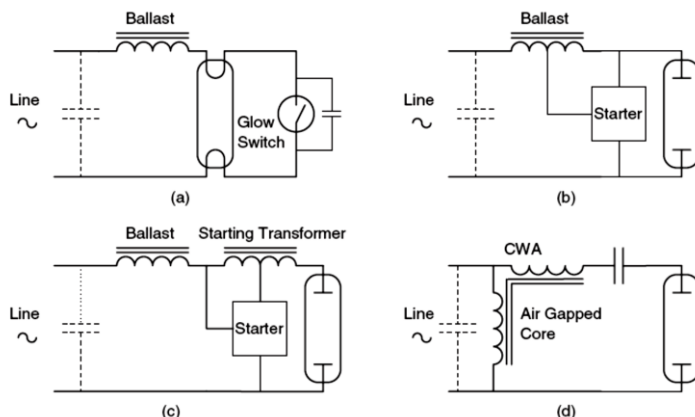 Ballast
Line
Glow
Switch
(a)
Ballast
Line
Starter
(b)
Ballast
Starting Transformer
Line
Starter
(c)
CWA
Line
Air Gapped
Core
(d)